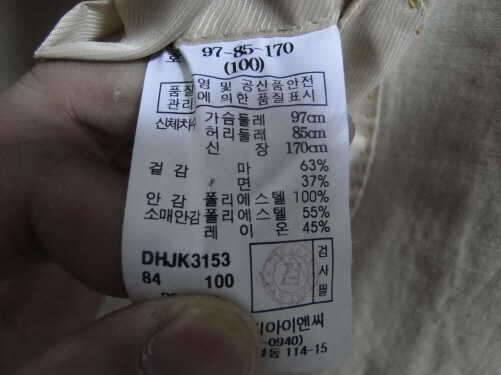 호 97-85-170
(100)
품질 영 및 공산품안전
관리 에 의한 품질표시
신체치수 가슴둘레 97cm
허리둘레 85cm
신 장 170cm
겉 감 마 63%
〃 면 37%
안 감 폴리에스텔 100%
소매안감 폴리에스텔 55%
레 이 온 45%
DHJK3153
84 100
검
사
필
디아이엔씨
-0940)
동 114-15